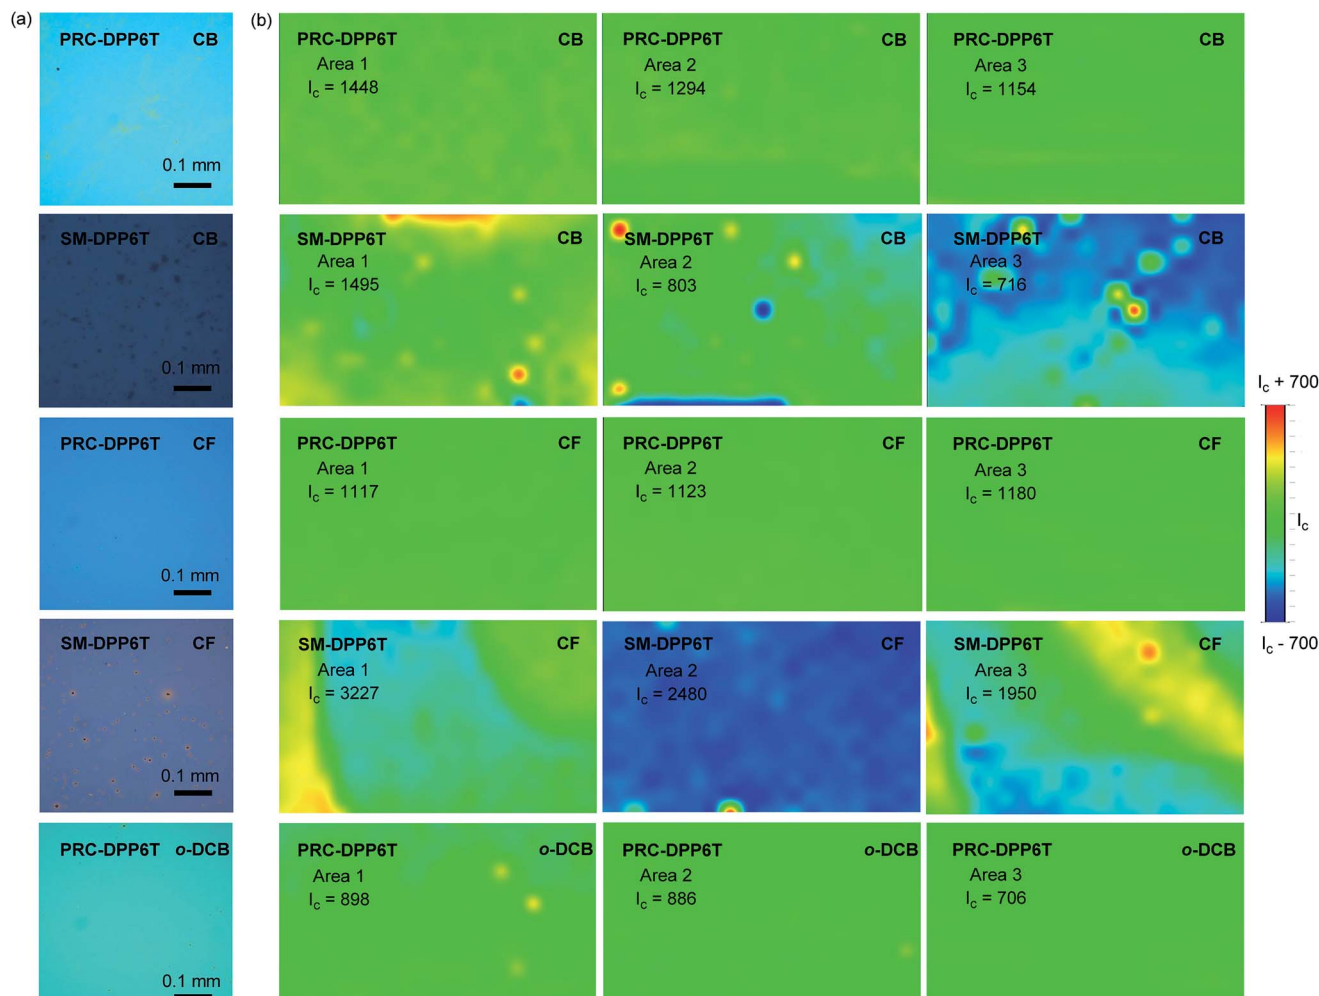 (a)
(b)
PRC-DPP6T CB
0.1 mm
PRC-DPP6T CB
Area 1
Ic = 1448
PRC-DPP6T CB
Area 2
Ic = 1294
PRC-DPP6T CB
Area 3
Ic = 1154
SM-DPP6T CB
0.1 mm
SM-DPP6T CB
Area 1
Ic = 1495
SM-DPP6T CB
Area 2
Ic = 803
SM-DPP6T CB
Area 3
Ic = 716
PRC-DPP6T CF
0.1 mm
PRC-DPP6T CF
Area 1
Ic = 1117
PRC-DPP6T CF
Area 2
Ic = 1123
PRC-DPP6T CF
Area 3
Ic = 1180
SM-DPP6T CF
0.1 mm
SM-DPP6T CF
Area 1
Ic = 3227
SM-DPP6T CF
Area 2
Ic = 2480
SM-DPP6T CF
Area 3
Ic = 1950
PRC-DPP6T o-DCB
0.1 mm
PRC-DPP6T o-DCB
Area 1
Ic = 898
PRC-DPP6T o-DCB
Area 2
Ic = 886
PRC-DPP6T o-DCB
Area 3
Ic = 706
Ic + 700
Ic
Ic - 700